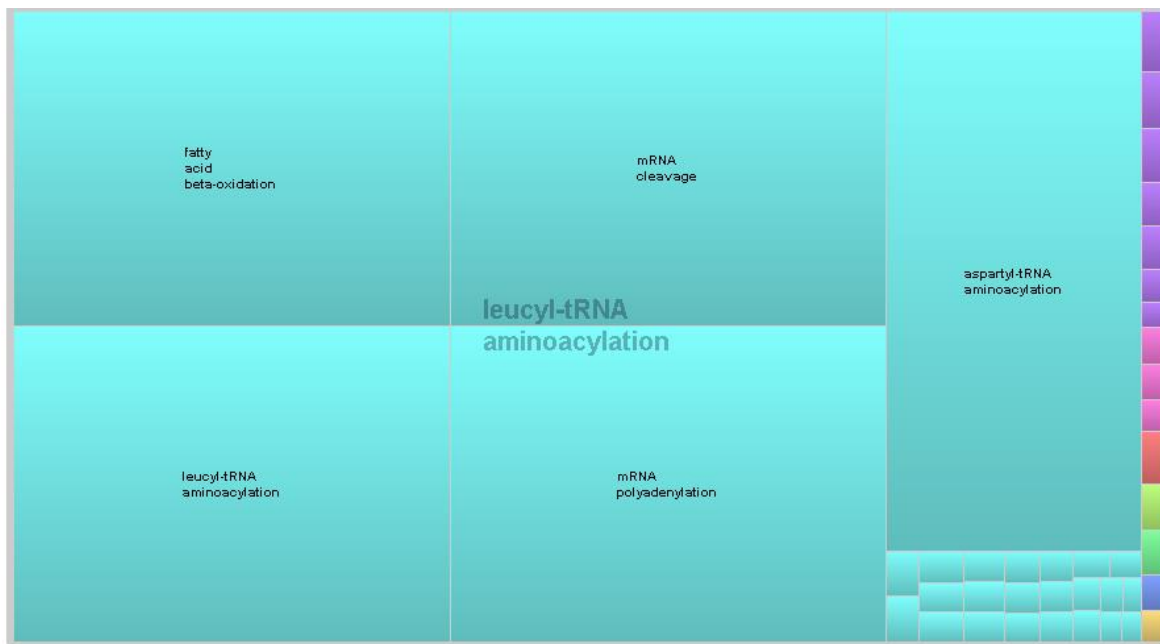 fatty
acid
beta-oxidation
mRNA
cleavage
aspartyl-tRNA
aminoacylation
leucyl-tRNA
aminoacylation
leucyl-tRNA
aminoacylation
mRNA
polyadenylation